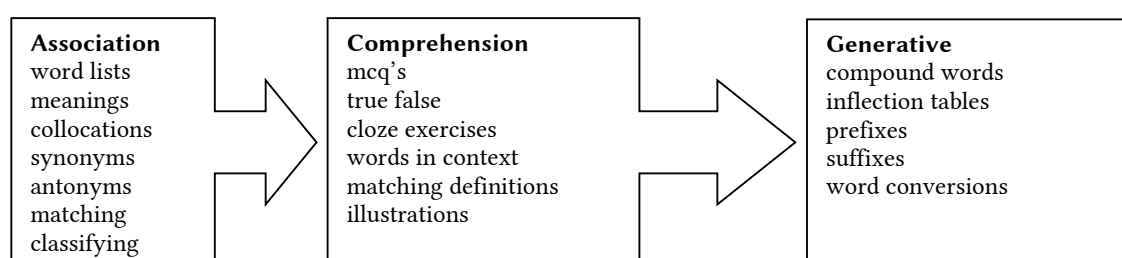 Association
word lists
meanings
collocations
synonyms
antonyms
matching
classifying
Comprehension
mcq's
true false
cloze exercises
words in context
matching definitions
illustrations
Generative
compound words
inflection tables
prefixes
suffixes
word conversions